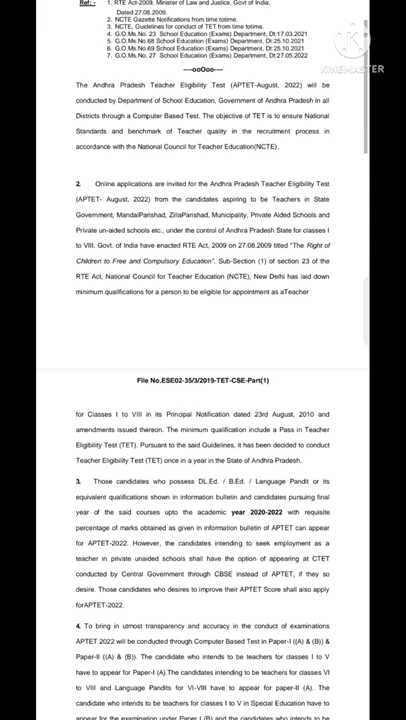 Ref: -
1. RTE Act-2009, Minister of Law and Justice, Govt of India,
Dated:27.08.2009.
2. NCTE Gazette Notifications from time totime.
3. NCTE, Guidelines for conduct of TET from time totime.
4. G.O.Ms.No. 23 School Education (Exams) Department, Dt:17.03.2021
5. G.O.Ms.No.68 School Education (Exams) Department, Dt:25.10.2021
6. G.O.Ms.No.69 School Education (Exams) Department, Dt:25.10.2021
7. G.O.Ms.No. 27 School Education (Exams) Department, Dt:27.05.2022
----ooOoo----
KINEMASTER
The Andhra Pradesh Teacher Eligibility Test (APTET-August, 2022) will be
conducted by Department of School Education, Government of Andhra Pradesh in all
Districts through a Computer Based Test. The objective of TET is to ensure National
Standards and benchmark of Teacher quality in the recruitment process in
accordance with the National Council for Teacher Education(NCTE).
2. Online applications are invited for the Andhra Pradesh Teacher Eligibility Test
(APTET- August, 2022) from the candidates aspiring to be Teachers in State
Government, MandalParishad, ZillaParishad, Municipality, Private Aided Schools and
Private un-aided schools etc., under the control of Andhra Pradesh State for classes I
to VIII. Govt. of India have enacted RTE Act, 2009 on 27.08.2009 titled "The Right of
Children to Free and Compulsory Education". Sub-Section (1) of section 23 of the
RTE Act, National Council for Teacher Education (NCTE), New Delhi has laid down
minimum qualifications for a person to be eligible for appointment as aTeacher
File No.ESE02-35/3/2019-TET-CSE-Part(1)
for Classes I to VIII in its Principal Notification dated 23rd August, 2010 and
amendments issued thereon. The minimum qualification include a Pass in Teacher
Eligibility Test (TET). Pursuant to the said Guidelines, it has been decided to conduct
Teacher Eligibility Test (TET) once in a year in the State of Andhra Pradesh.
3. Those candidates who possess DL.Ed. / B.Ed. / Language Pandit or its
equivalent qualifications shown in information bulletin and candidates pursuing final
year of the said courses upto the academic year 2020-2022 with requisite
percentage of marks obtained as given in information bulletin of APTET can appear
for APTET-2022. However, the candidates intending to seek employment as a
teacher in private unaided schools shall have the option of appearing at CTET
conducted by Central Government through CBSE instead of APTET, if they so
desire. Those candidates who desires to improve their APTET Score shall also apply
forAPTET-2022.
4. To bring in utmost transparency and accuracy in the conduct of examinations
APTET 2022 will be conducted through Computer Based Test in Paper-I ((A) & (B)) &
Paper-II ((A) & (B). The candidate who intends to be teachers for classes I to V
have to appear for Paper-I (A).The candidates intending to be teachers for classes VI
to VIII and Language Pandits for VI-VIII have to appear for paper-II (A). The
candidate who intends to be teachers for classes I to V in Special Education have to
appear for the examination under Paper I (B) and the candidates who intends to be